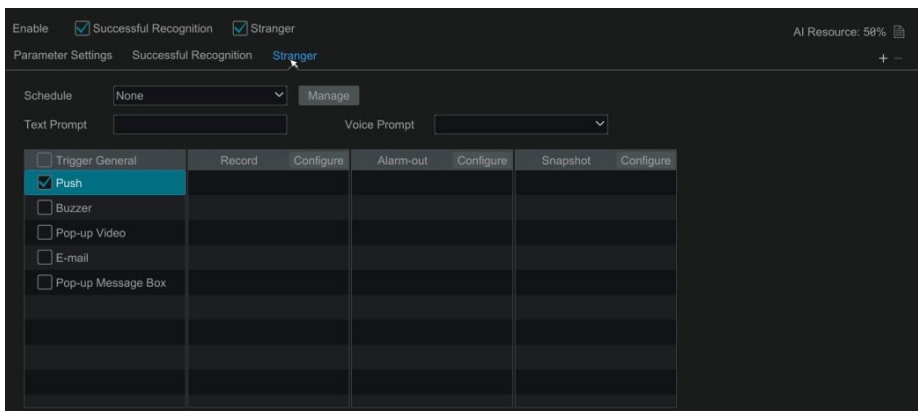 Enable Successful Recognition Stranger AI Resource: 50%
Parameter Settings Successful Recognition Stranger + −
Schedule None Manage
Text Prompt Voice Prompt
Trigger General Record Configure Alarm-out Configure Snapshot Configure
Push
Buzzer
Pop-up Video
E-mail
Pop-up Message Box